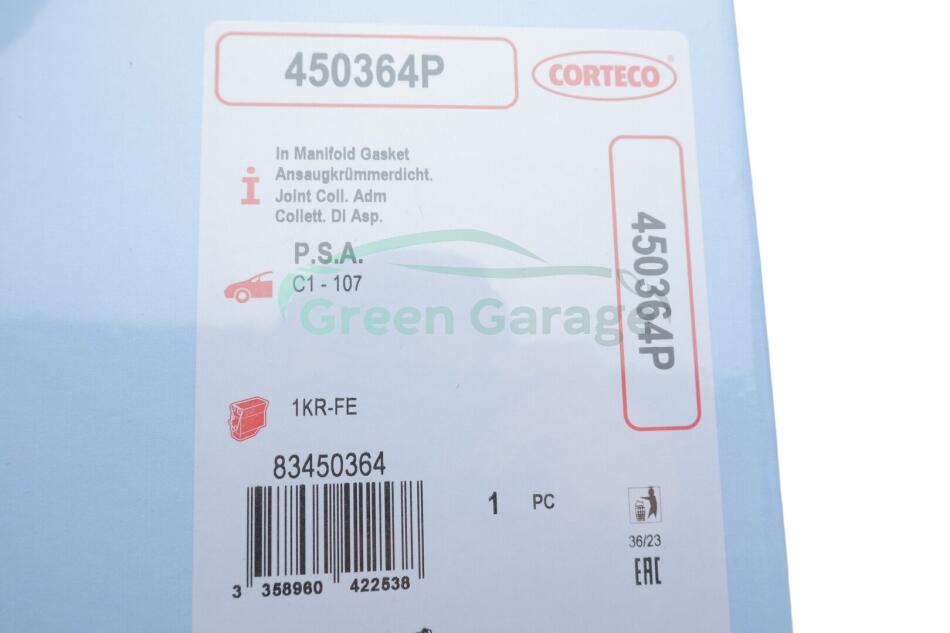 450364P
CORTECO
In Manifold Gasket
Ansaugkrümmerdicht.
Joint Coll. Adm
Collett. Di Asp.
450364P
P.S.A.
C1 - 107
Green Garage
1KR-FE
83450364
1 PC
36/23
EAC
3 358960 422538